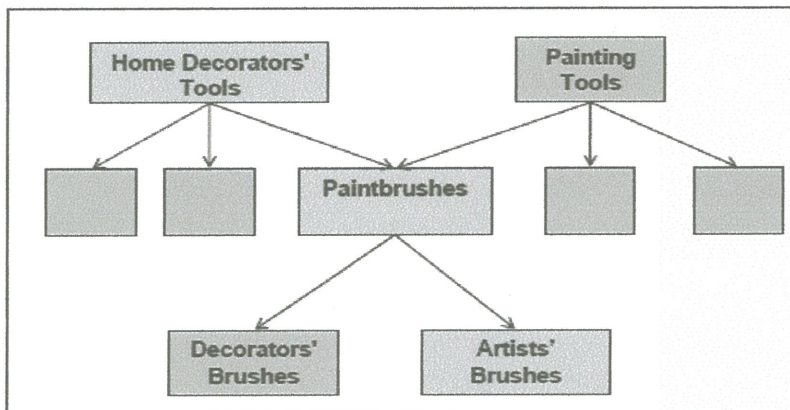 Home Decorators'
Tools
Painting
Tools
Paintbrushes
Decorators'
Brushes
Artists'
Brushes